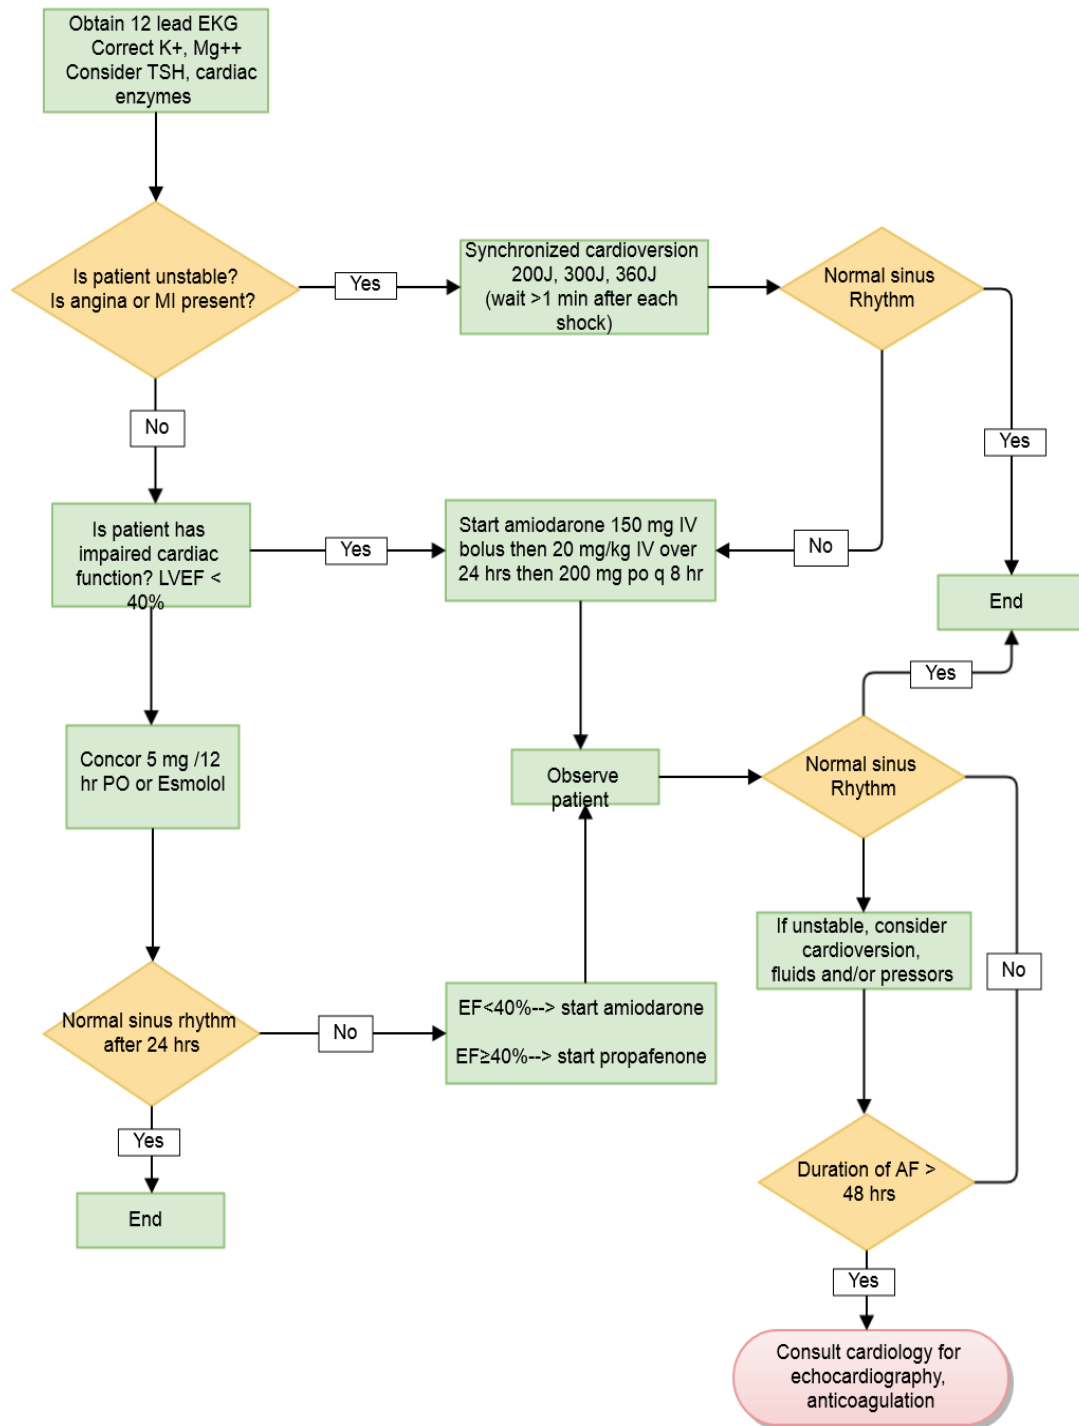 Obtain 12 lead EKG
Correct K+, Mg++
Consider TSH, cardiac
enzymes
Is patient unstable?
Is angina or MI present?
Yes
Synchronized cardioversion
200J, 300J, 360J
(wait >1 min after each
shock)
Normal sinus
Rhythm
Yes
No
No
Is patient has
impaired cardiac
function? LVEF <
40%
Yes
Start amiodarone 150 mg IV
bolus then 20 mg/kg IV over
24 hrs then 200 mg po q 8 hr
End
Yes
Concor 5 mg /12
hr PO or Esmolol
Observe
patient
Normal sinus
Rhythm
If unstable, consider
cardioversion,
fluids and/or pressors
No
Normal sinus rhythm
after 24 hrs
No
EF<40%--> start amiodarone
EF≥40%--> start propafenone
Yes
End
Duration of AF >
48 hrs
Yes
Consult cardiology for
echocardiography,
anticoagulation